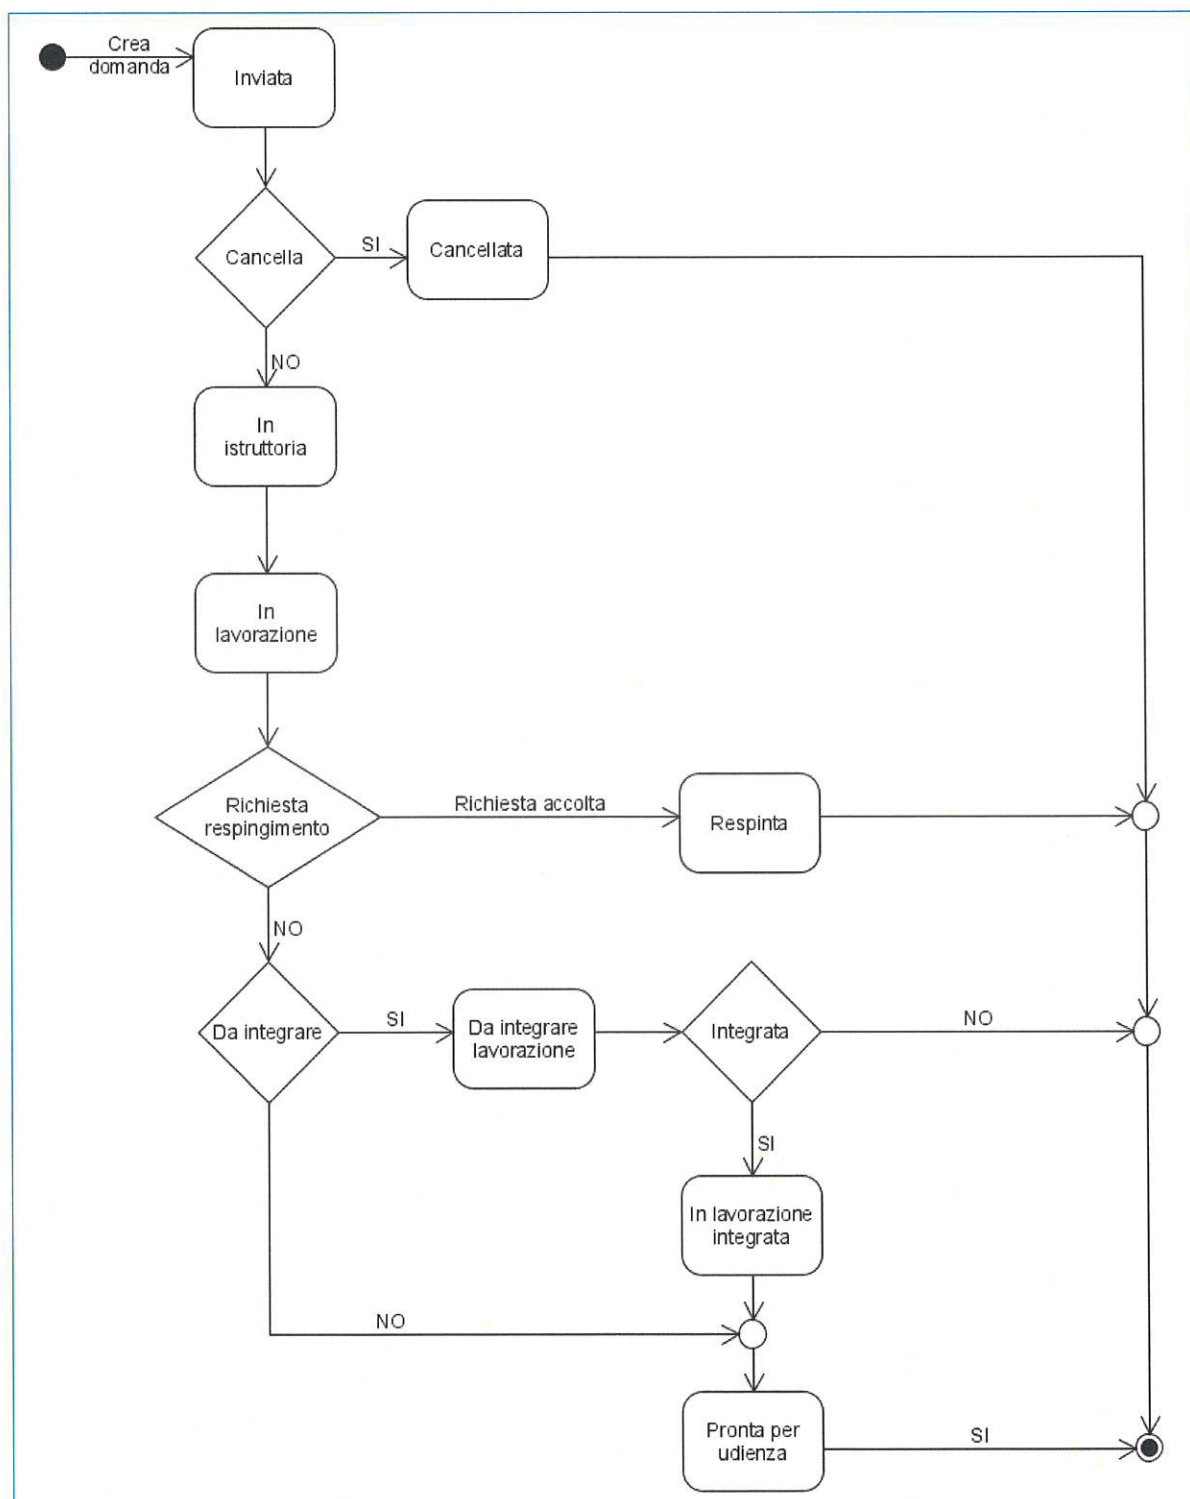 Crea
domanda
Inviata
Cancella
SI
Cancellata
NO
In
istruttoria
In
lavorazione
Richiesta
respingimento
Richiesta accolta
Respinta
NO
Da integrare
SI
Da integrare
lavorazione
Integrata
NO
SI
In lavorazione
integrata
NO
Pronta per
udienza
SI